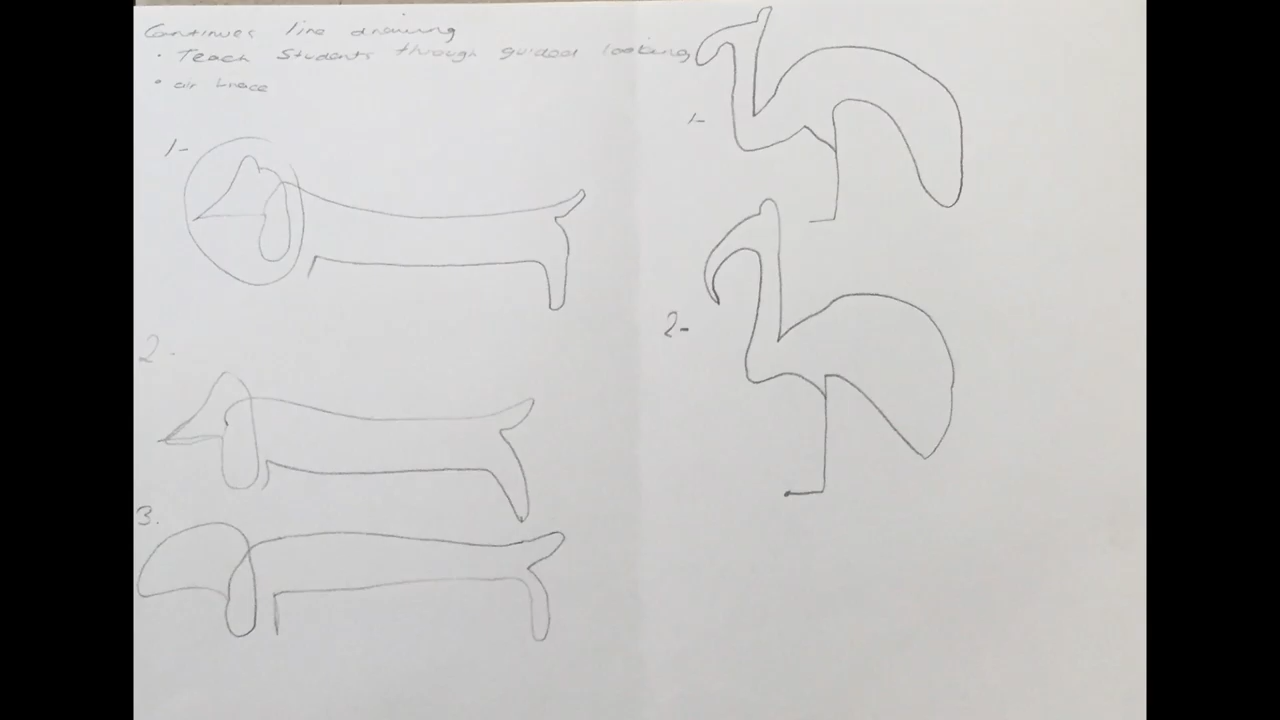 Continues line drawing
• Teach Students through guided looking
• air trace
1-
2-
3.
1-
2-